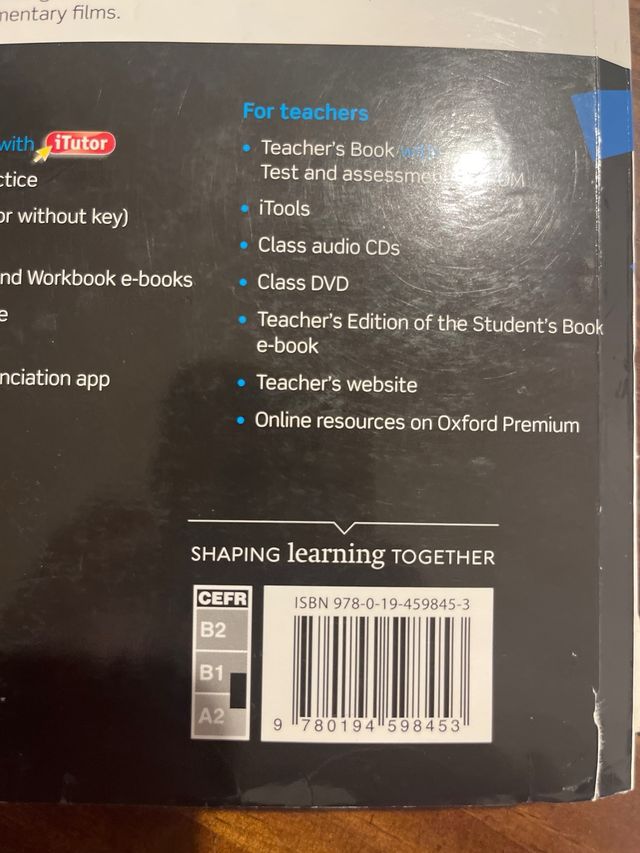 mentary films.
with iTutor
ctice
or without key)
nd Workbook e-books
e
nciation app
For teachers
• Teacher's Book with
Test and assessment
• iTools
• Class audio CDs
• Class DVD
• Teacher's Edition of the Student's Book
e-book
• Teacher's website
• Online resources on Oxford Premium
SHAPING learning TOGETHER
CEFR
B2
B1
A2
ISBN 978-0-19-459845-3
9 780194 598453